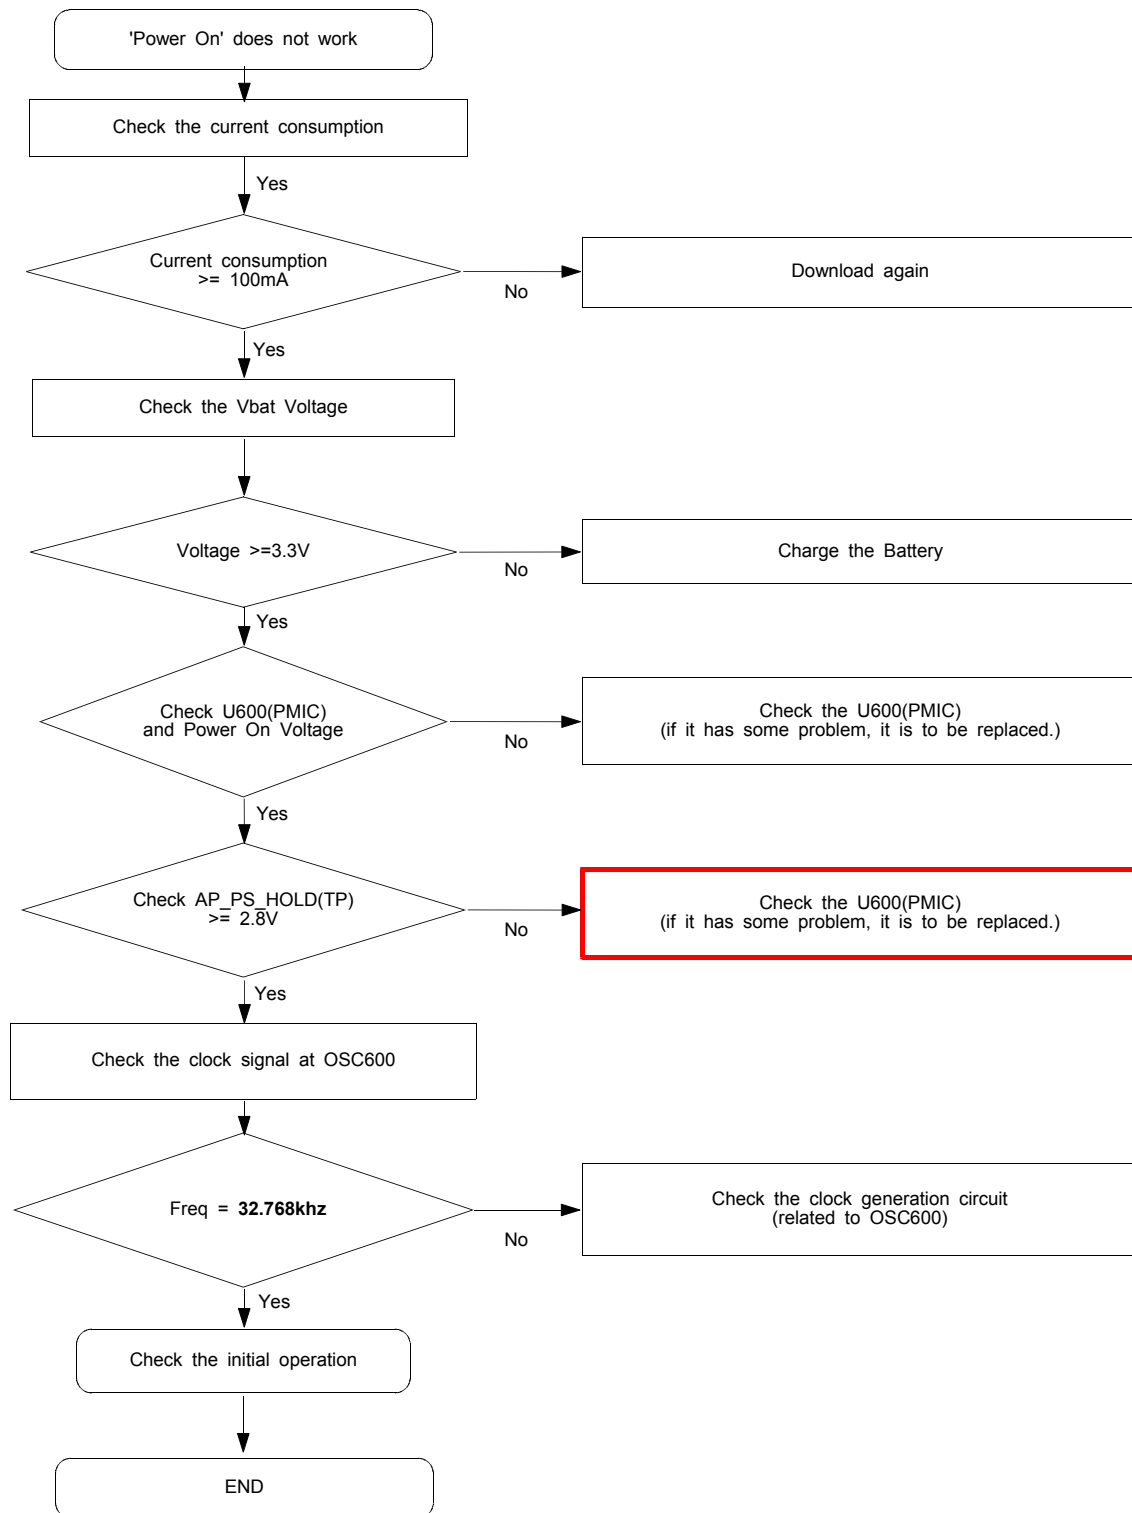 'Power On' does not work
Check the current consumption
Yes
Current consumption
>= 100mA
No
Download again
Yes
Check the Vbat Voltage
Voltage >=3.3V
No
Charge the Battery
Yes
Check U600(PMIC)
and Power On Voltage
No
Check the U600(PMIC)
(if it has some problem, it is to be replaced.)
Yes
Check AP_PS_HOLD(TP)
>= 2.8V
No
Check the U600(PMIC)
(if it has some problem, it is to be replaced.)
Yes
Check the clock signal at OSC600
Freq = 32.768khz
No
Check the clock generation circuit
(related to OSC600)
Yes
Check the initial operation
END